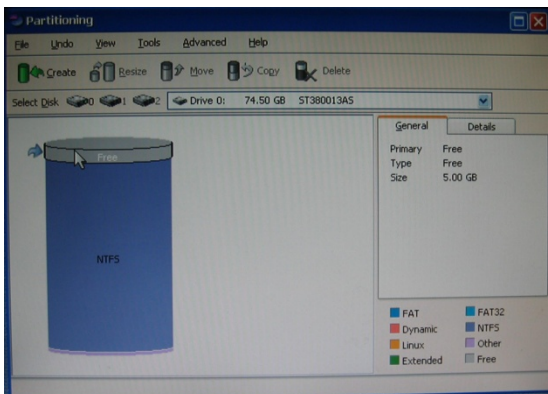 Partitioning
File Undo View Tools Advanced Help
Create Resize Move Copy Delete
Select Disk 0 1 2 Drive 0: 74.50 GB ST380013AS
General Details
Free
Primary Free
Type Free
Size 5.00 GB
NTFS
FAT FAT32
Dynamic NTFS
Linux Other
Extended Free